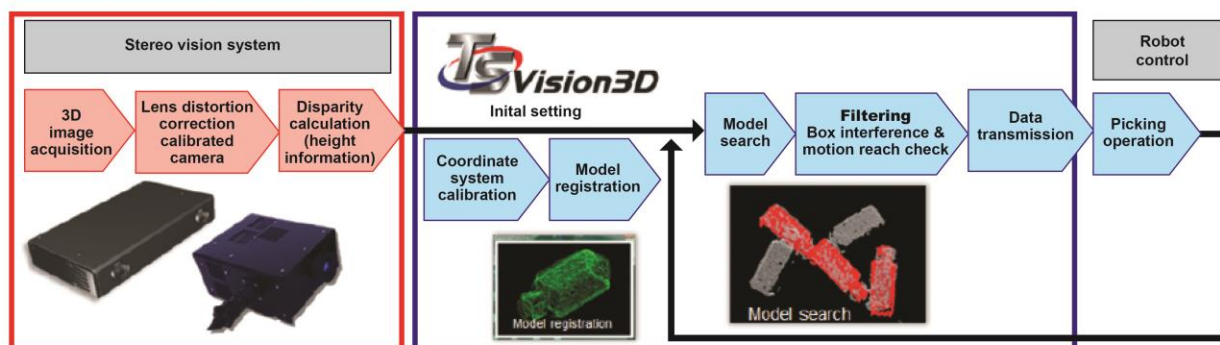 Stereo vision system
3D
image
acquisition
Lens distortion
correction
calibrated
camera
Disparity
calculation
(height
information)
TSVision3D
Inital setting
Coordinate
system
calibration
Model
registration
Model registration
Model
search
Filtering
Box interference &
motion reach check
Data
transmission
Model search
Robot
control
Picking
operation